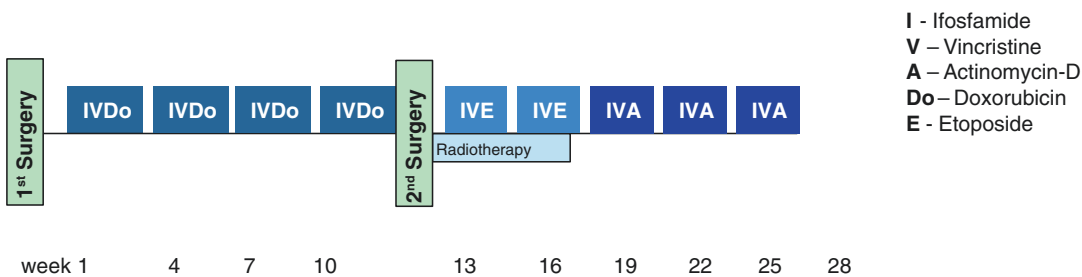 I - Ifosfamide
V – Vincristine
A – Actinomycin-D
Do – Doxorubicin
E - Etoposide
1st Surgery
IVDo
IVDo
IVDo
IVDo
2nd Surgery
IVE
IVE
IVA
IVA
IVA
Radiotherapy
week 1 4 7 10 13 16 19 22 25 28